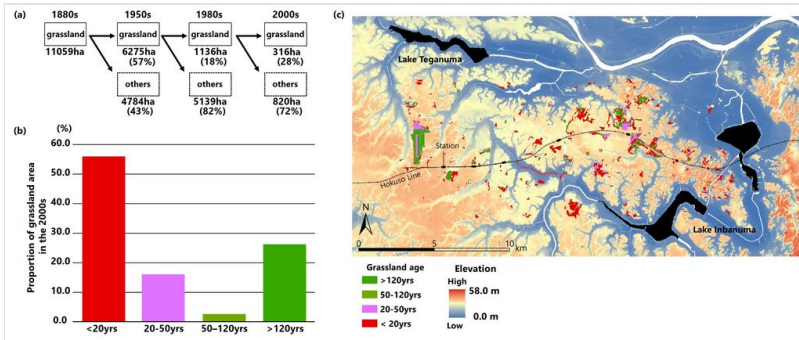 (a)
1880s 1950s 1980s 2000s
grassland grassland grassland grassland
11059ha 6275ha 1136ha 316ha
(57%) (18%) (28%)
others others others
4784ha 5139ha 820ha
(43%) (82%) (72%)
(b)
(%)
Proportion of grassland area
in the 2000s
60.0
50.0
40.0
30.0
20.0
10.0
0.0
<20yrs 20-50yrs 50–120yrs >120yrs
(c)
Lake Teganuma
Station
Hokuso Line
Lake Inbanuma
N
0 5 10
km
Grassland age
>120yrs
50-120yrs
20-50yrs
< 20yrs
Elevation
High
58.0 m
0.0 m
Low